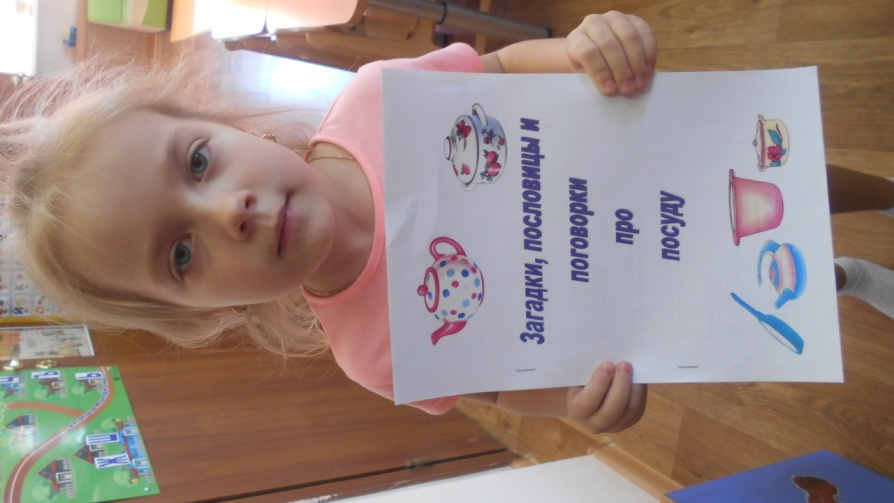 Загадки, пословицы и
поговорки
про
посуду